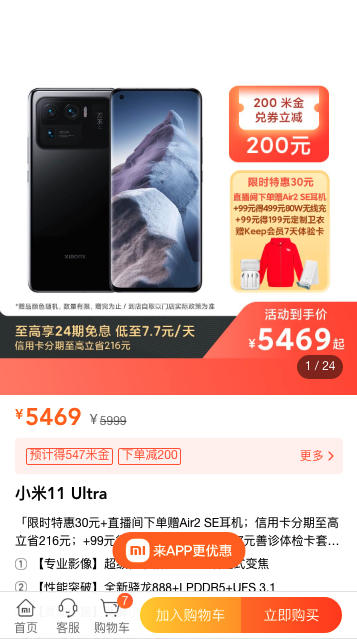 200 米金
兑券立减
200元
限时特惠30元
直播间下单赠Air2 SE耳机
+99元得499元80W无线充
+99元得199元定制卫衣
赠Keep会员7天体验卡
XIAOMI
*赠品颜色随机，数量有限，赠完为止 / 到店自取以门店实际政策为准
至高享24期免息 低至7.7元/天
信用卡分期至高立省216元
活动到手价
¥5469起
1 / 24
¥5469 ¥5999
预计得547米金 下单减200 更多
小米11 Ultra
「限时特惠30元+直播间下单赠Air2 SE耳机；信用卡分期至高
立省216元；+99元 元善诊体检卡套...
① 【专业影像】超 式变焦
② 【性能突破】全新骁龙888+LPDDR5+UFS 3.1
来APP更优惠
7
首页 客服 购物车 加入购物车 立即购买